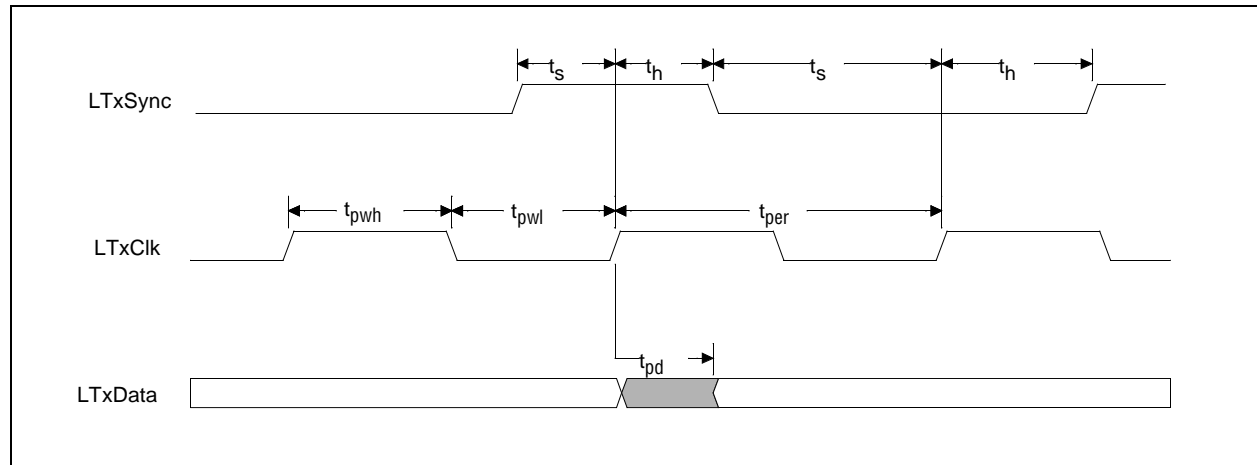 ts th ts th
LTxSync
tpwh tpwl tper
LTxClk
tpd
LTxData